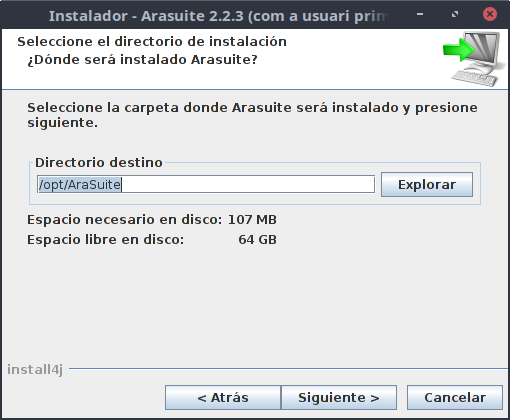 Instalador - Arasuite 2.2.3 (com a usuari prim
Seleccione el directorio de instalación
¿Dónde será instalado Arasuite?
Seleccione la carpeta donde Arasuite será instalado y presione
siguiente.
Directorio destino
/opt/AraSuite
Explorar
Espacio necesario en disco: 107 MB
Espacio libre en disco: 64 GB
install4j
< Atrás
Siguiente >
Cancelar